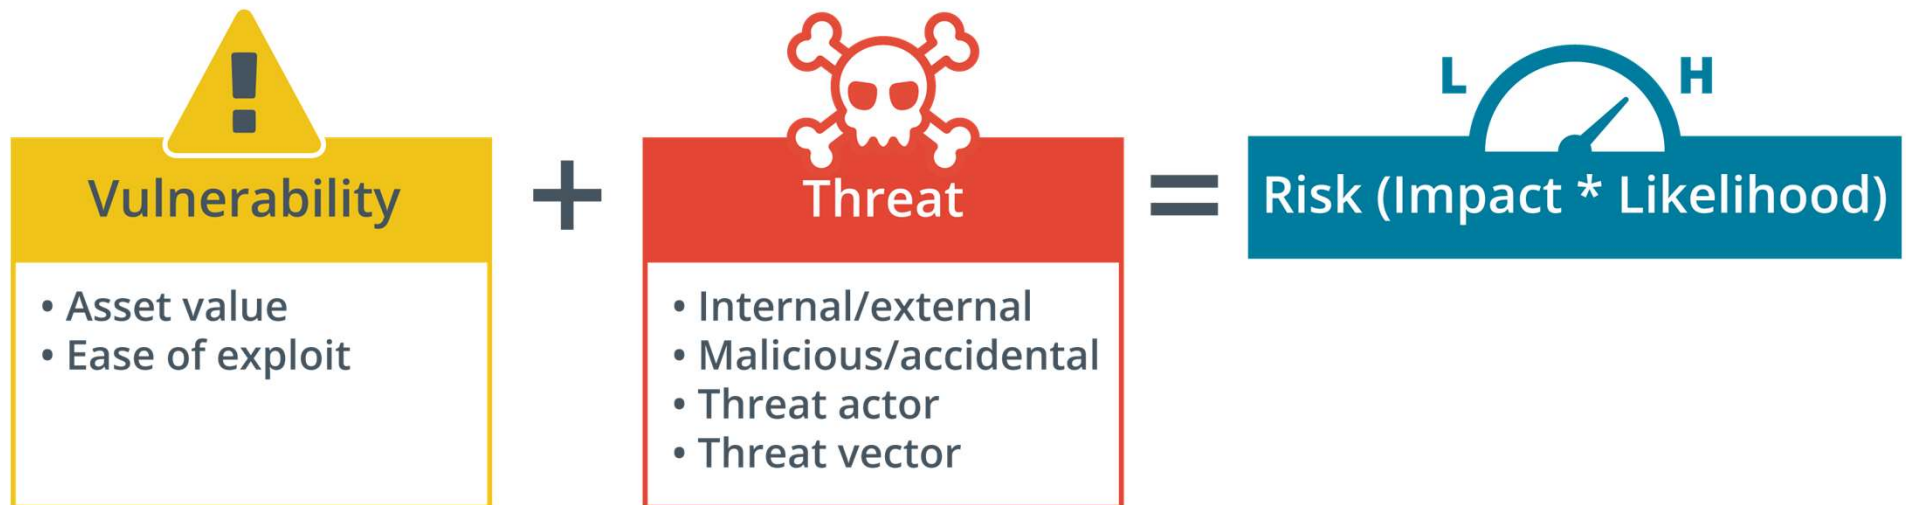 !
L H
Vulnerability + Threat = Risk (Impact * Likelihood)
• Asset value
• Ease of exploit
• Internal/external
• Malicious/accidental
• Threat actor
• Threat vector